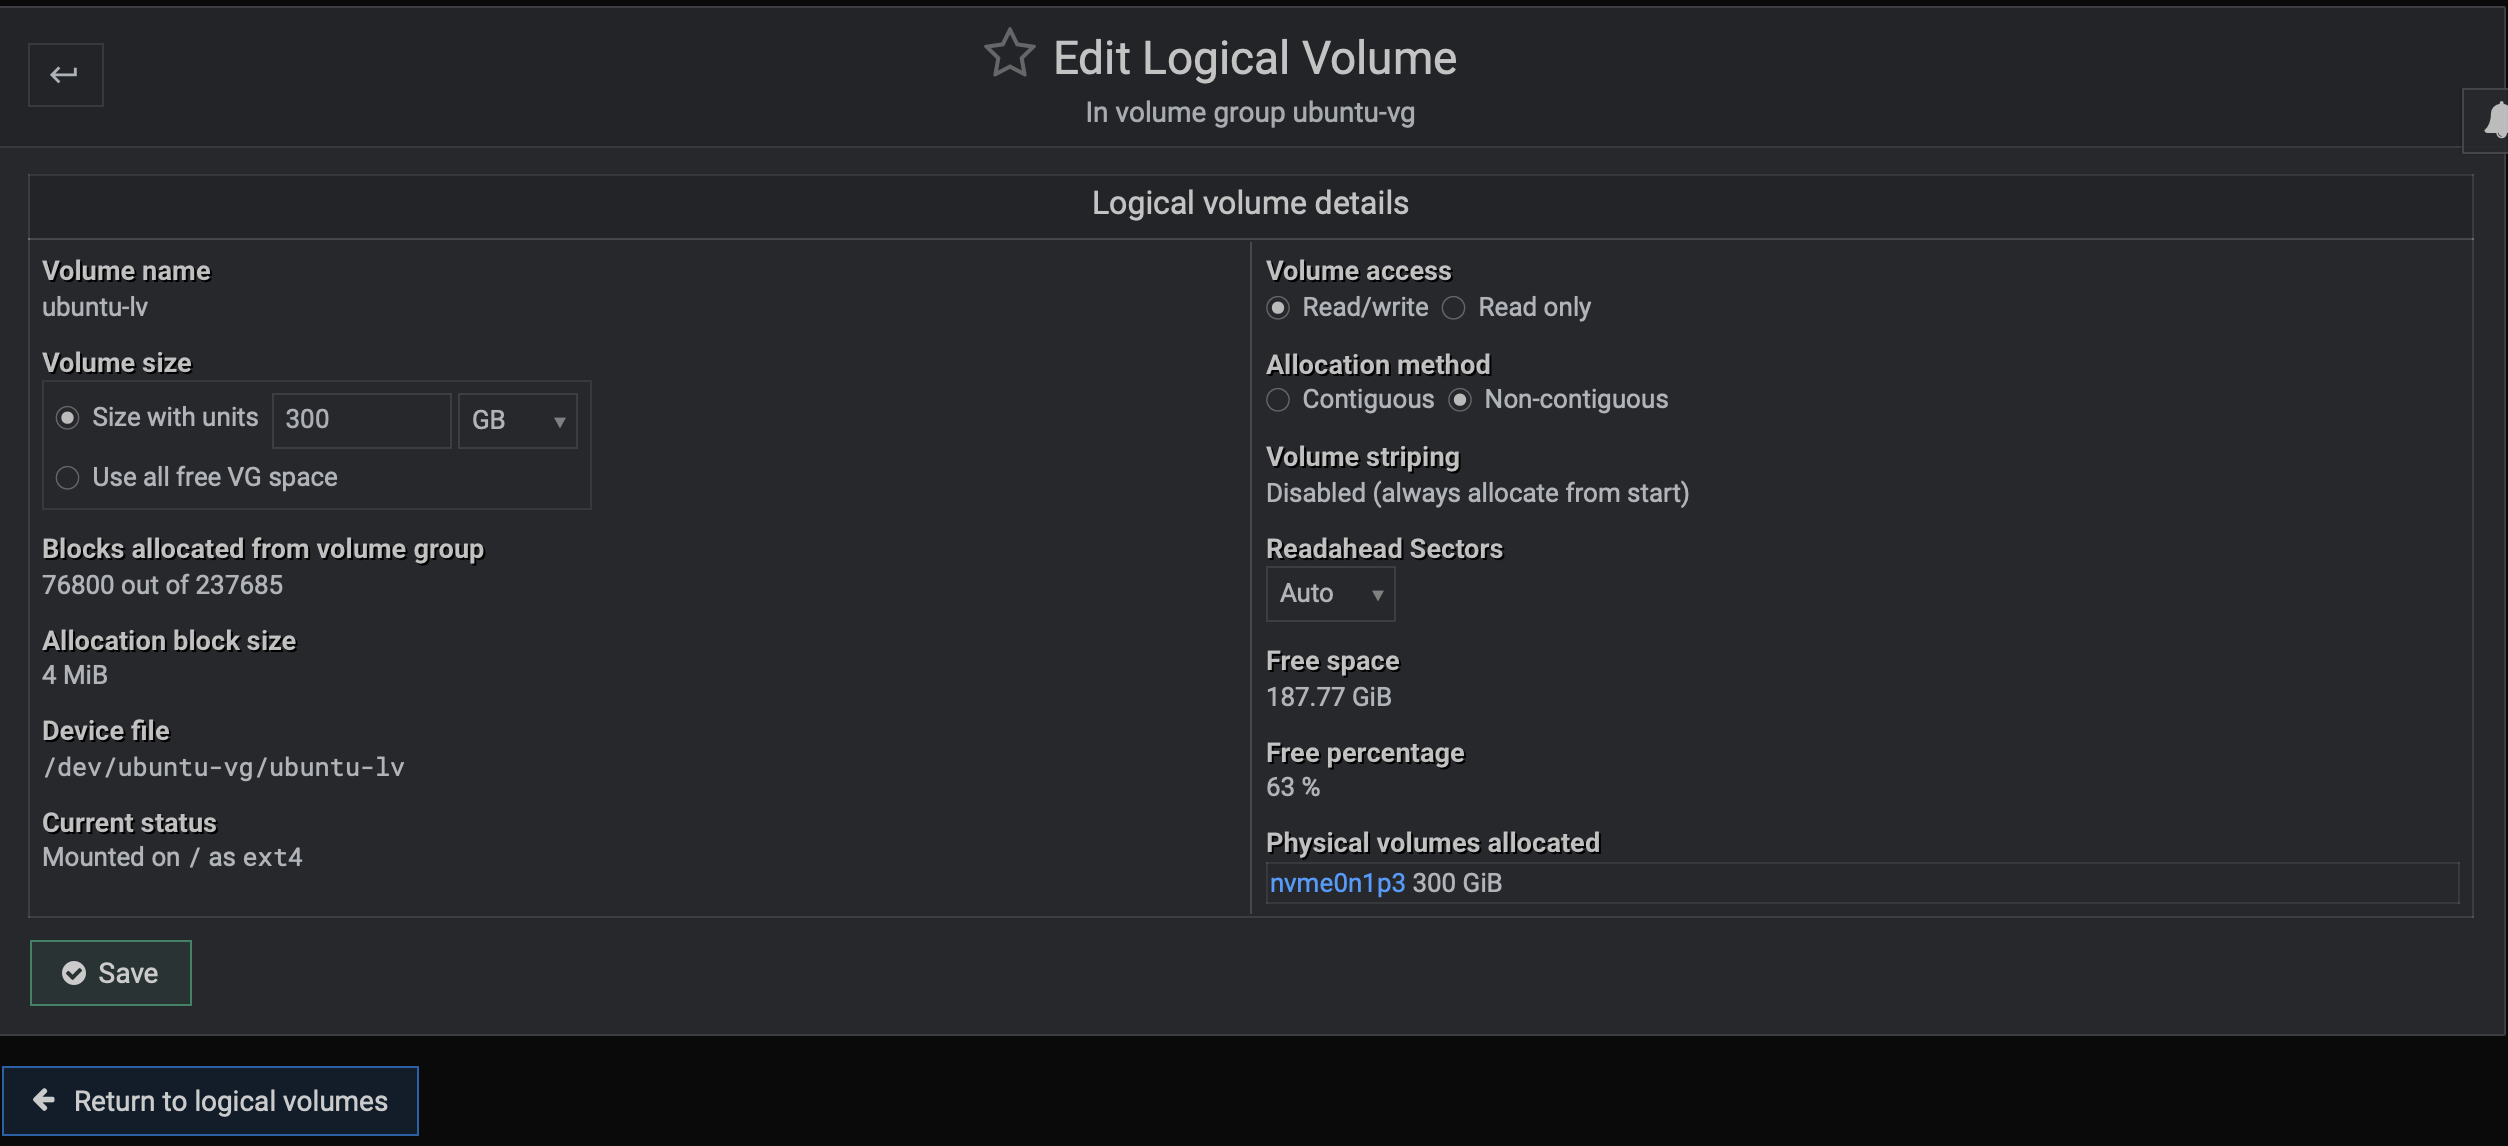 Edit Logical Volume
In volume group ubuntu-vg
Logical volume details
Volume name
ubuntu-lv
Volume size
Size with units 300 GB
Use all free VG space
Blocks allocated from volume group
76800 out of 237685
Allocation block size
4 MiB
Device file
/dev/ubuntu-vg/ubuntu-lv
Current status
Mounted on / as ext4
Volume access
Read/write Read only
Allocation method
Contiguous Non-contiguous
Volume striping
Disabled (always allocate from start)
Readahead Sectors
Auto
Free space
187.77 GiB
Free percentage
63 %
Physical volumes allocated
nvme0n1p3 300 GiB
Save
Return to logical volumes